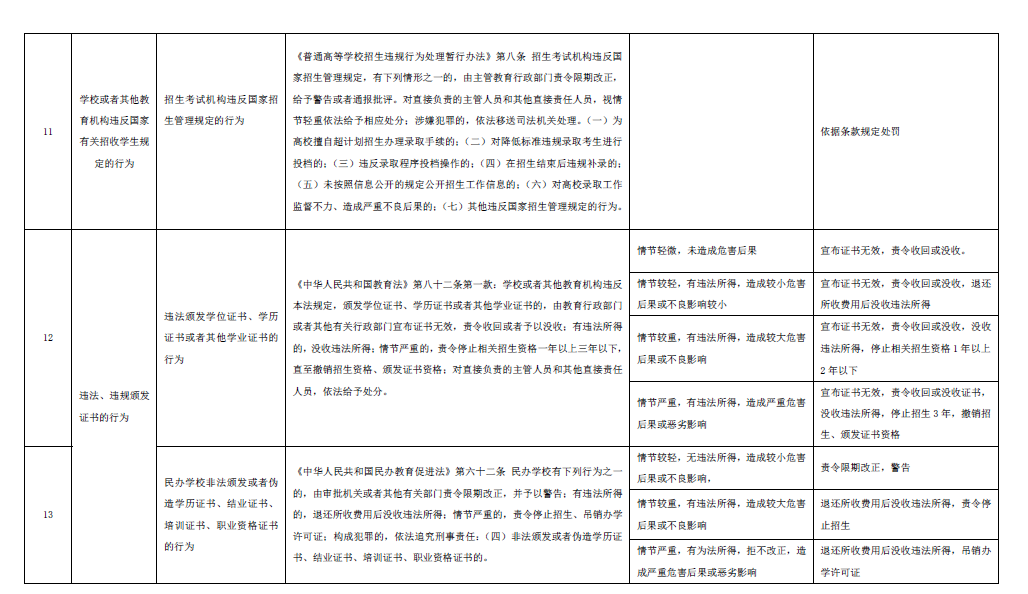 11
学校或者其他教
育机构违反国家
有关招收学生规
定的行为
招生考试机构违反国家招
生管理规定的行为
《普通高等学校招生违规行为处理暂行办法》第八条 招生考试机构违反国
家招生管理规定，有下列情形之一的，由主管教育行政部门责令限期改正，
给予警告或者通报批评。对直接负责的主管人员和其他直接责任人员，视情
节轻重依法给予相应处分；涉嫌犯罪的，依法移送司法机关处理。（一）为
高校擅自超计划招生办理录取手续的；（二）对降低标准违规录取考生进行
投档的；（三）违反录取程序投档操作的；（四）在招生结束后违规补录的；
（五）未按照信息公开的规定公开招生工作信息的；（六）对高校录取工作
监督不力、造成严重不良后果的；（七）其他违反国家招生管理规定的行为。
依据条款规定处罚
12
违法、违规颁发
证书的行为
违法颁发学位证书、学历
证书或者其他学业证书的
行为
《中华人民共和国教育法》第八十二条第一款：学校或者其他教育机构违反
本法规定，颁发学位证书、学历证书或者其他学业证书的，由教育行政部门
或者其他有关行政部门宣布证书无效，责令收回或者予以没收；有违法所得
的，没收违法所得；情节严重的，责令停止相关招生资格一年以上三年以下，
直至撤销招生资格、颁发证书资格；对直接负责的主管人员和其他直接责任
人员，依法给予处分。
情节轻微，未造成危害后果
宣布证书无效，责令收回或没收。
情节较轻，有违法所得，造成较小危害
后果或不良影响较小
宣布证书无效，责令收回或没收，退还
所收费用后没收违法所得
情节较重，有违法所得，造成较大危害
后果或不良影响
宣布证书无效，责令收回或没收，没收
违法所得，停止相关招生资格 1 年以上
2 年以下
情节严重，有违法所得，造成严重危害
后果或恶劣影响
宣布证书无效，责令收回或没收证书，
没收违法所得，停止招生 3 年，撤销招
生、颁发证书资格
13
民办学校非法颁发或者伪
造学历证书、结业证书、
培训证书、职业资格证书
的行为
《中华人民共和国民办教育促进法》第六十二条 民办学校有下列行为之一
的，由审批机关或者其他有关部门责令限期改正，并予以警告；有违法所得
的，退还所收费用后没收违法所得；情节严重的，责令停止招生、吊销办学
许可证；构成犯罪的，依法追究刑事责任：（四）非法颁发或者伪造学历证
书、结业证书、培训证书、职业资格证书的。
情节较轻，无违法所得，造成较小危害
后果或不良影响，
责令限期改正，警告
情节较重，有违法所得，造成较大危害
后果或不良影响
退还所收费用后没收违法所得，责令停
止招生
情节严重，有为法所得，拒不改正，造
成严重危害后果或恶劣影响
退还所收费用后没收违法所得，吊销办
学许可证